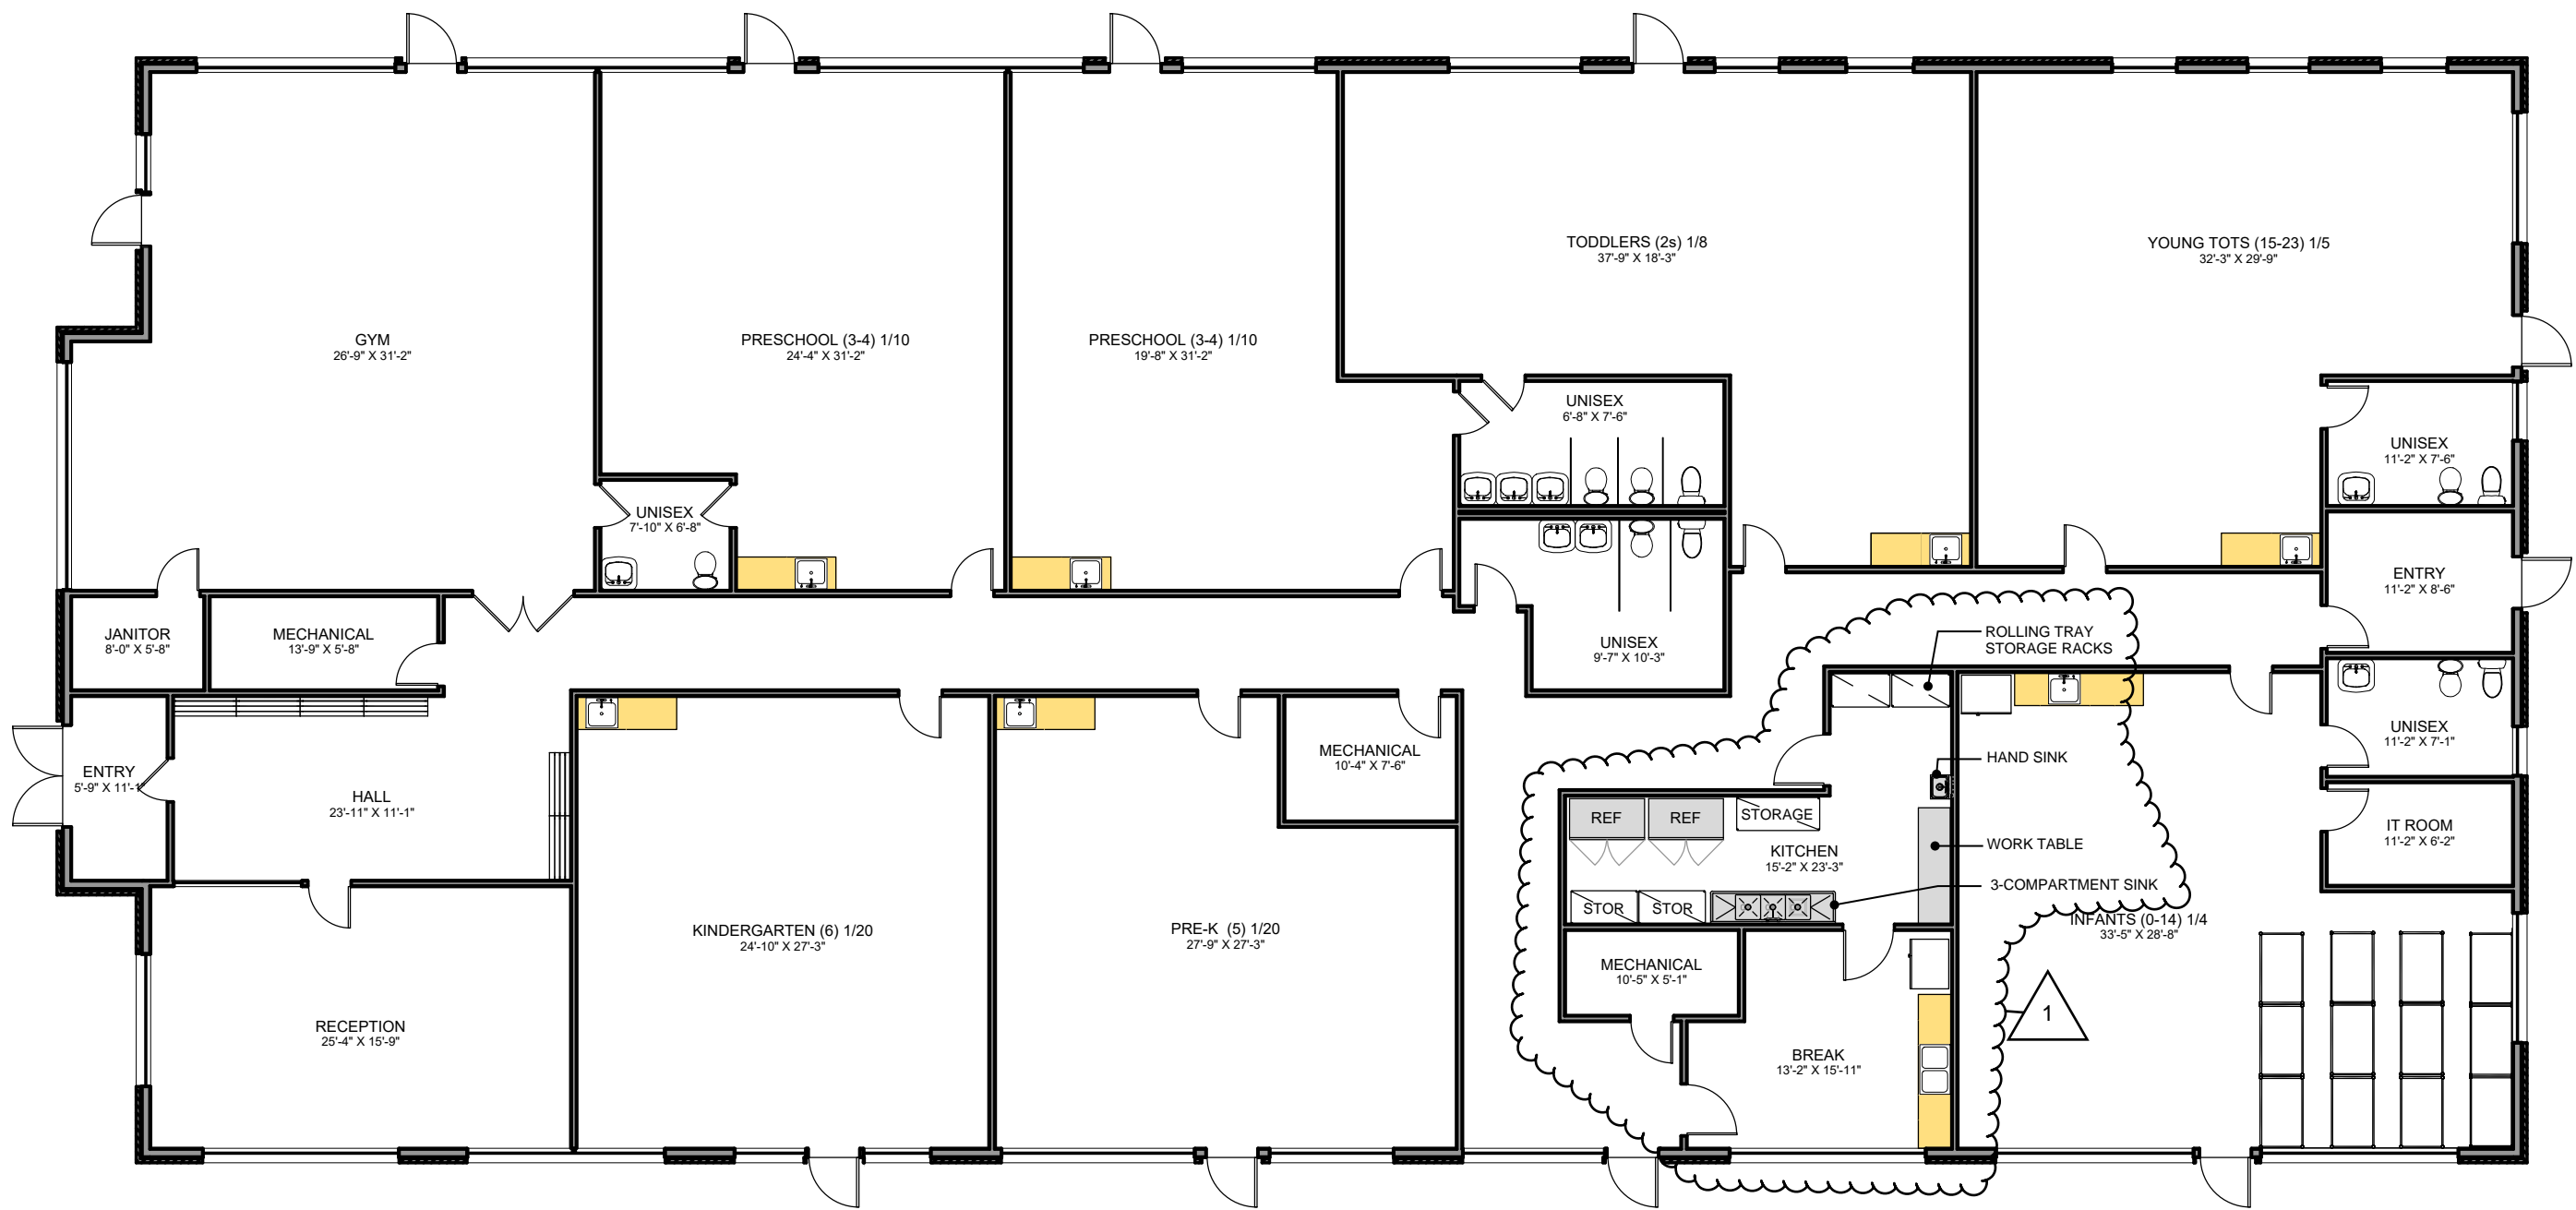 TODDLERS (2s) 1/8
37'-9" X 18'-3"
YOUNG TOTS (15-23) 1/5
32'-3" X 29'-9"
GYM
26'-9" X 31'-2"
PRESCHOOL (3-4) 1/10
24'-4" X 31'-2"
PRESCHOOL (3-4) 1/10
19'-8" X 31'-2"
UNISEX
6'-8" X 7'-6"
UNISEX
11'-2" X 7'-6"
UNISEX
7'-10" X 6'-8"
ENTRY
11'-2" X 8'-6"
JANITOR
8'-0" X 5'-8"
MECHANICAL
13'-9" X 5'-8"
UNISEX
9'-7" X 10'-3"
ROLLING TRAY
STORAGE RACKS
UNISEX
11'-2" X 7'-1"
MECHANICAL
10'-4" X 7'-6"
HAND SINK
ENTRY
5'-9" X 11'-1
HALL
23'-11" X 11'-1"
REF
REF
STORAGE
IT ROOM
11'-2" X 6'-2"
WORK TABLE
KITCHEN
15'-2" X 23'-3"
3-COMPARTMENT SINK
STOR
STOR
INFANTS (0-14) 1/4
33'-5" X 28'-8"
KINDERGARTEN (6) 1/20
24'-10" X 27'-3"
PRE-K (5) 1/20
27'-9" X 27'-3"
MECHANICAL
10'-5" X 5'-1"
1
RECEPTION
25'-4" X 15'-9"
BREAK
13'-2" X 15'-11"